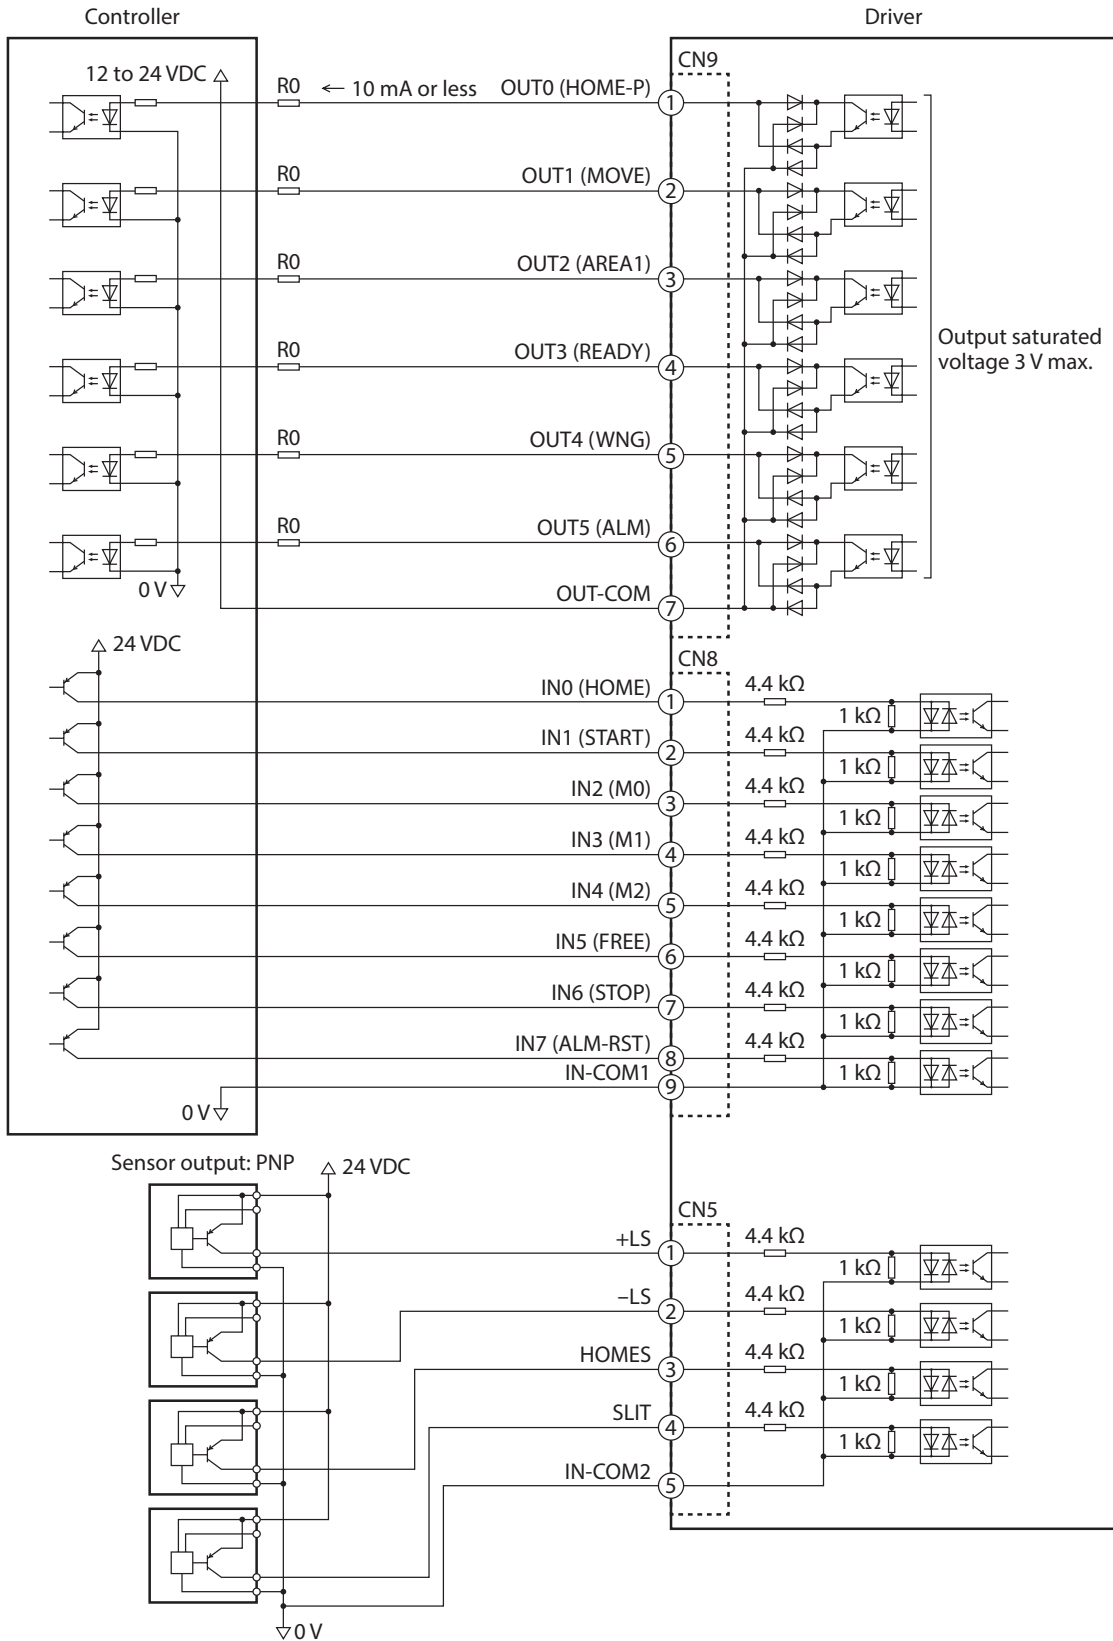 Controller
Driver
12 to 24 VDC
R0
← 10 mA or less
OUT0 (HOME-P)
CN9
1
R0
OUT1 (MOVE)
2
R0
OUT2 (AREA1)
3
Output saturated
voltage 3 V max.
R0
OUT3 (READY)
4
R0
OUT4 (WNG)
5
R0
OUT5 (ALM)
6
0 V
OUT-COM
7
24 VDC
CN8
IN0 (HOME)
1
4.4 kΩ
1 kΩ
IN1 (START)
2
4.4 kΩ
1 kΩ
IN2 (M0)
3
4.4 kΩ
1 kΩ
IN3 (M1)
4
4.4 kΩ
1 kΩ
IN4 (M2)
5
4.4 kΩ
1 kΩ
IN5 (FREE)
6
4.4 kΩ
1 kΩ
IN6 (STOP)
7
4.4 kΩ
1 kΩ
IN7 (ALM-RST)
8
4.4 kΩ
1 kΩ
IN-COM1
9
0 V
Sensor output: PNP
24 VDC
CN5
+LS
1
4.4 kΩ
1 kΩ
–LS
2
4.4 kΩ
1 kΩ
HOMES
3
4.4 kΩ
1 kΩ
SLIT
4
4.4 kΩ
1 kΩ
IN-COM2
5
0 V